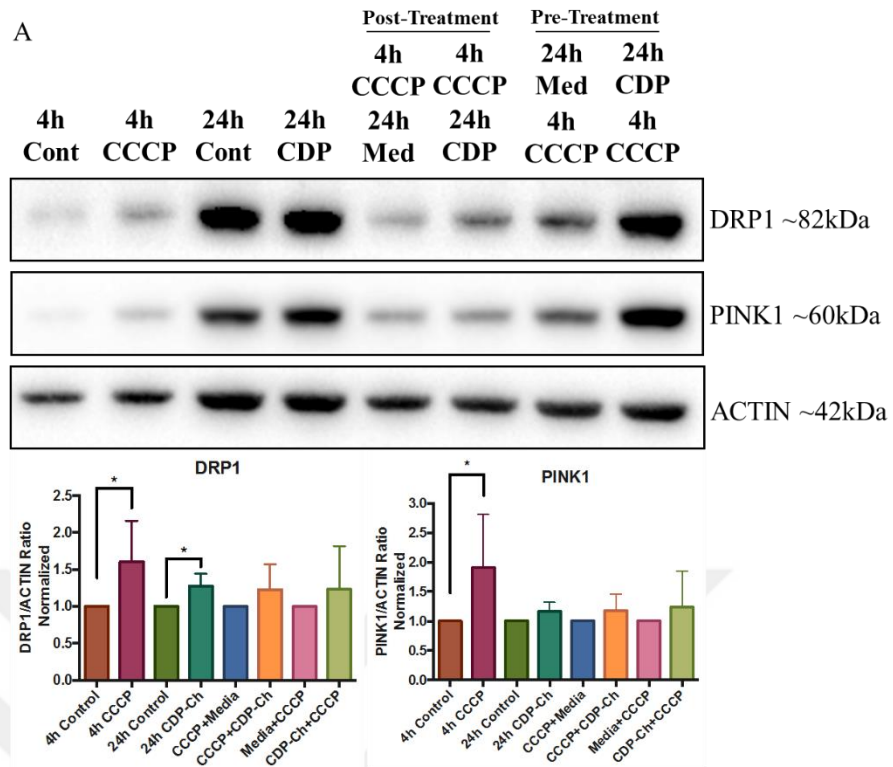 A
Post-Treatment Pre-Treatment
4h 4h 24h 24h
CCCP CCCP Med CDP
4h 4h 24h 24h 24h 24h 4h 4h
Cont CCCP Cont CDP Med CDP CCCP CCCP
DRP1 ~82kDa
PINK1 ~60kDa
ACTIN ~42kDa
DRP1
*
*
DRP1/ACTIN Ratio
Normalized
2.5
2.0
1.5
1.0
0.5
0.0
4h Control
4h CCCP
24h Control
24h CDP-Ch
CCCP+Media
CCCP+CDP-Ch
Media+CCCP
CDP-Ch+CCCP
PINK1
*
PINK1/ACTIN Ratio
Normalized
3.0
2.5
2.0
1.5
1.0
0.5
0.0
4h Control
4h CCCP
24h Control
24h CDP-Ch
CCCP+Media
CCCP+CDP-Ch
Media+CCCP
CDP-Ch+CCCP